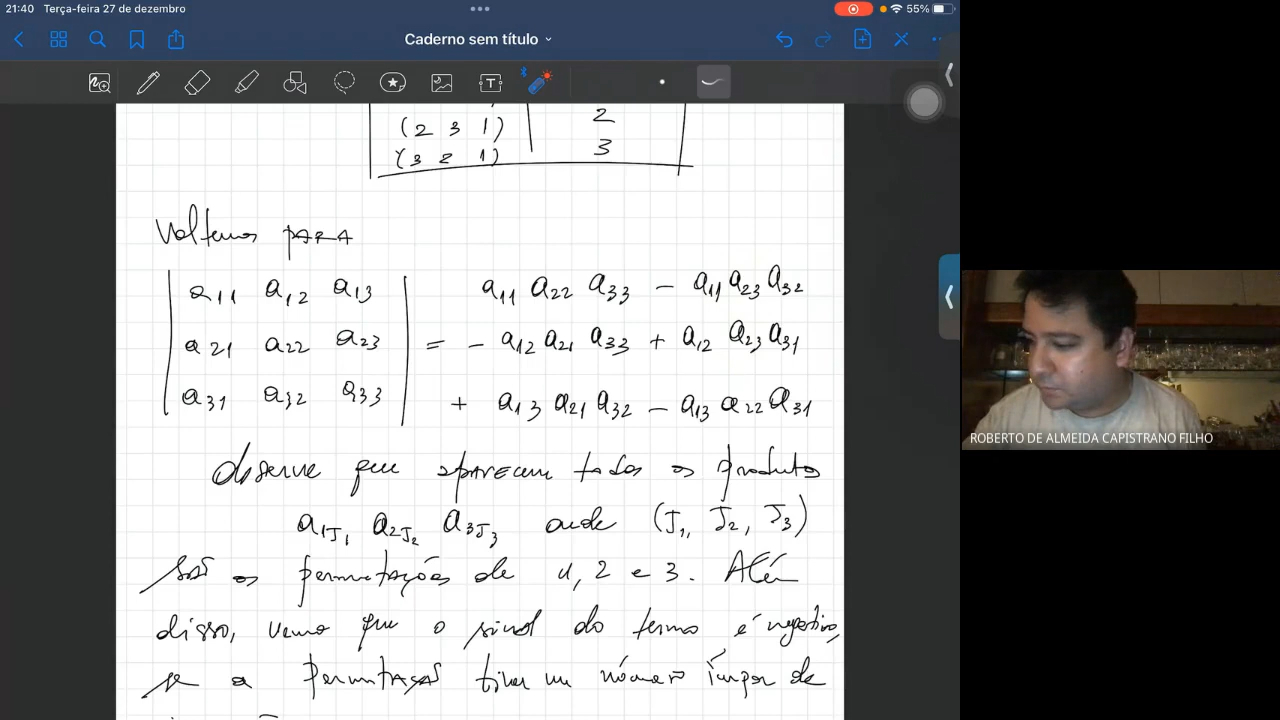 21:40 Terça-feira 27 de dezembro
55%
Caderno sem título
(2 3 1) 2
(3 2 1) 3
Voltemos PARA
a11 a12 a13 a11 a22 a33 - a11 a23 a32
a21 a22 a23 = - a12 a21 a33 + a12 a23 a31
a31 a32 a33 + a13 a21 a32 - a13 a22 a31
observe que aparecem todos os produtos
a1J1 a2J2 a3J3 onde (J1, J2, J3)
são as permutações de 1, 2 e 3. Além
disso, vemos que o sinal do termo é negativo,
se a permutação tiver um número ímpar de
ROBERTO DE ALMEIDA CAPISTRANO FILHO